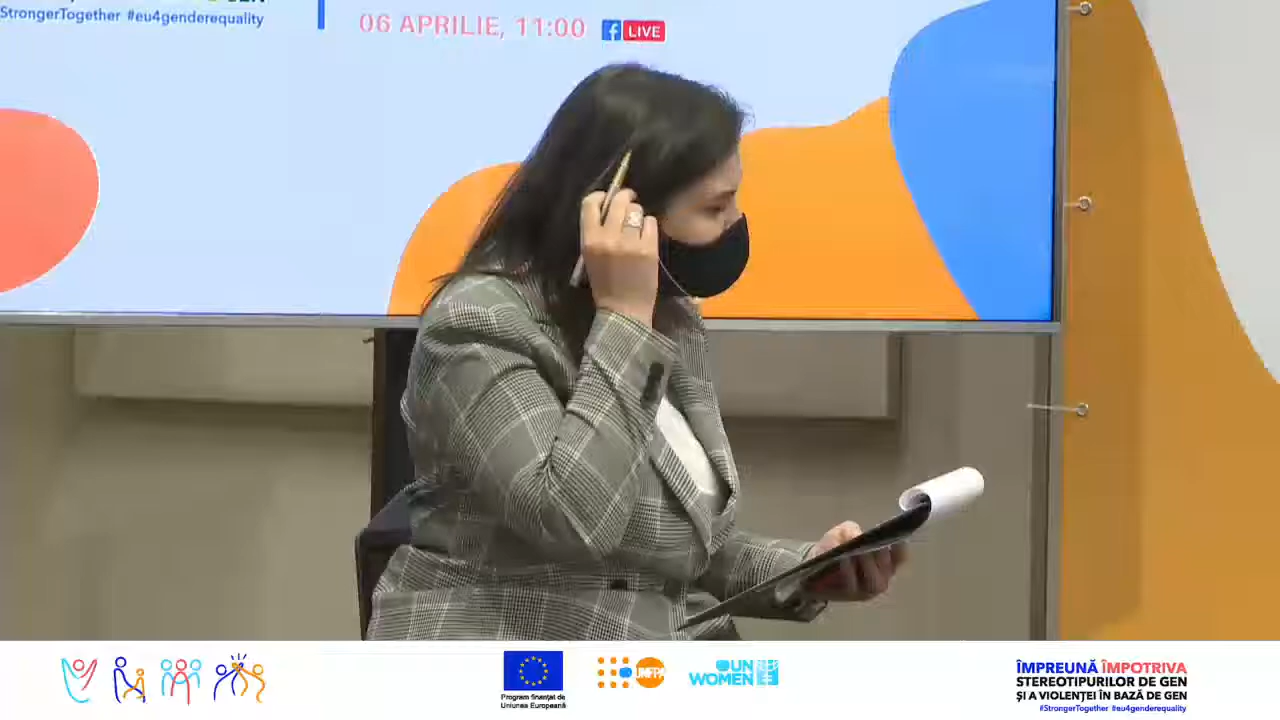 #StrongerTogether #eu4genderequality
06 APRILIE, 11:00
f LIVE
Program finanțat de
Uniunea Europeană
UNFPA
UN
WOMEN
ÎMPREUNĂ ÎMPOTRIVA
STEREOTIPURILOR DE GEN
ȘI A VIOLENȚEI ÎN BAZĂ DE GEN
#StrongerTogether #eu4genderequality